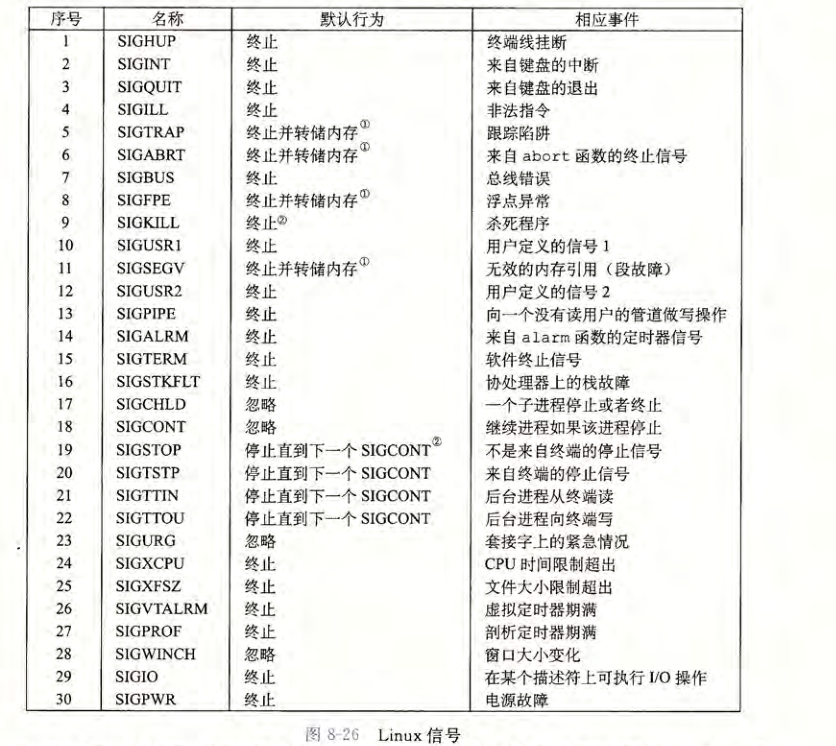 序号 名称 默认行为 相应事件
1 SIGHUP 终止 终端线挂断
2 SIGINT 终止 来自键盘的中断
3 SIGQUIT 终止 来自键盘的退出
4 SIGILL 终止 非法指令
5 SIGTRAP 终止并转储内存① 跟踪陷阱
6 SIGABRT 终止并转储内存① 来自 abort 函数的终止信号
7 SIGBUS 终止 总线错误
8 SIGFPE 终止并转储内存① 浮点异常
9 SIGKILL 终止② 杀死程序
10 SIGUSR1 终止 用户定义的信号 1
11 SIGSEGV 终止并转储内存① 无效的内存引用（段故障）
12 SIGUSR2 终止 用户定义的信号 2
13 SIGPIPE 终止 向一个没有读用户的管道做写操作
14 SIGALRM 终止 来自 alarm 函数的定时器信号
15 SIGTERM 终止 软件终止信号
16 SIGSTKFLT 终止 协处理器上的栈故障
17 SIGCHLD 忽略 一个子进程停止或者终止
18 SIGCONT 忽略 继续进程如果该进程停止
19 SIGSTOP 停止直到下一个 SIGCONT② 不是来自终端的停止信号
20 SIGTSTP 停止直到下一个 SIGCONT 来自终端的停止信号
21 SIGTTIN 停止直到下一个 SIGCONT 后台进程从终端读
22 SIGTTOU 停止直到下一个 SIGCONT 后台进程向终端写
23 SIGURG 忽略 套接字上的紧急情况
24 SIGXCPU 终止 CPU 时间限制超出
25 SIGXFSZ 终止 文件大小限制超出
26 SIGVTALRM 终止 虚拟定时器期满
27 SIGPROF 终止 剖析定时器期满
28 SIGWINCH 忽略 窗口大小变化
29 SIGIO 终止 在某个描述符上可执行 I/O 操作
30 SIGPWR 终止 电源故障
图 8-26 Linux 信号